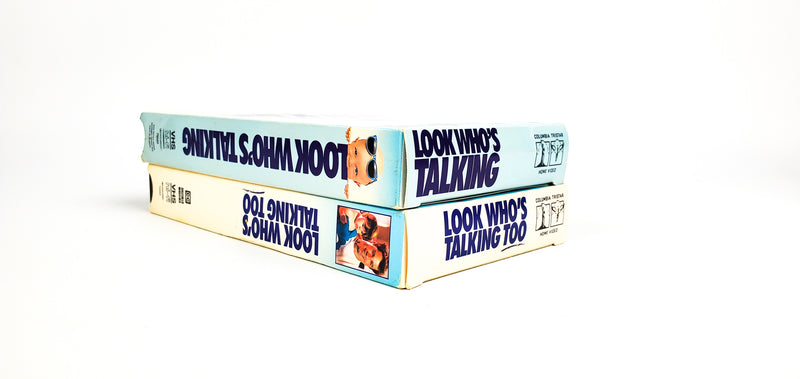 LOOK WHO'S TALKING
VHS
LOOK WHO'S
TALKING
COLUMBIA TRISTAR
HOME VIDEO
LOOK WHO'S
TALKING TOO
VHS
LOOK WHO'S
TALKING TOO
COLUMBIA TRISTAR
HOME VIDEO